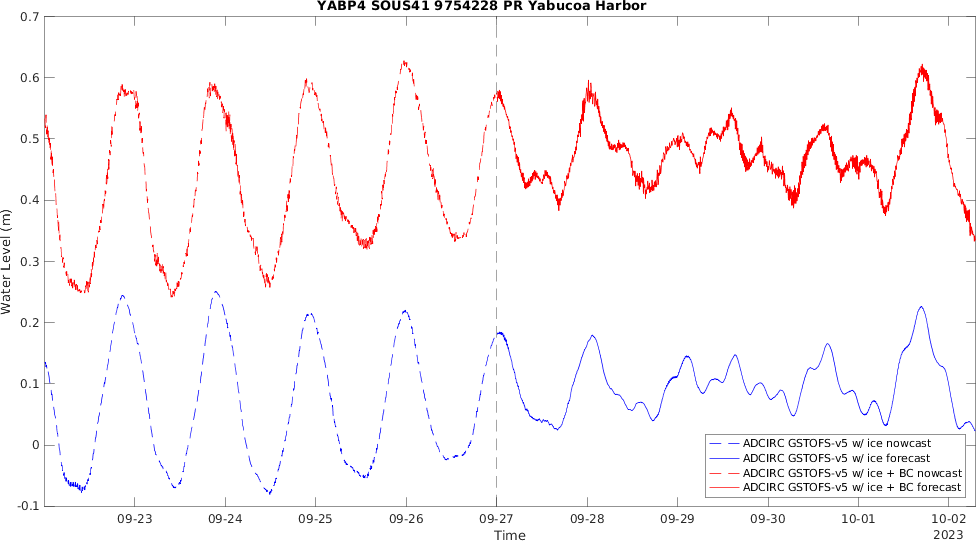 YABP4 SOUS41 9754228 PR Yabucoa Harbor
0.7
0.6
0.5
0.4
0.3
0.2
0.1
0
-0.1
Water Level (m)
ADCIRC GSTOFS-v5 w/ ice nowcast
ADCIRC GSTOFS-v5 w/ ice forecast
ADCIRC GSTOFS-v5 w/ ice + BC nowcast
ADCIRC GSTOFS-v5 w/ ice + BC forecast
09-23 09-24 09-25 09-26 09-27 09-28 09-29 09-30 10-01 10-02
2023
Time